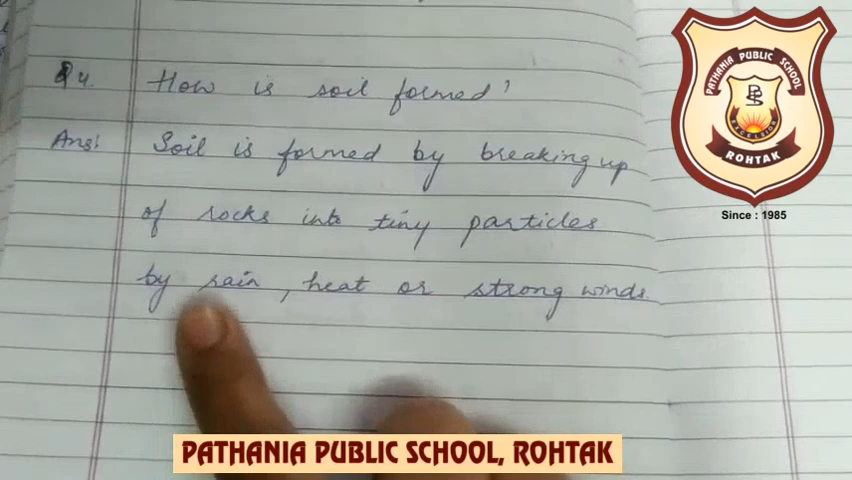 Q4. How is soil formed?
Ans: Soil is formed by breaking up
of rocks into tiny particles
by rain, heat or strong winds.
PATHANIA PUBLIC SCHOOL
PS
EXCELSIOR
ROHTAK
Since : 1985
PATHANIA PUBLIC SCHOOL, ROHTAK